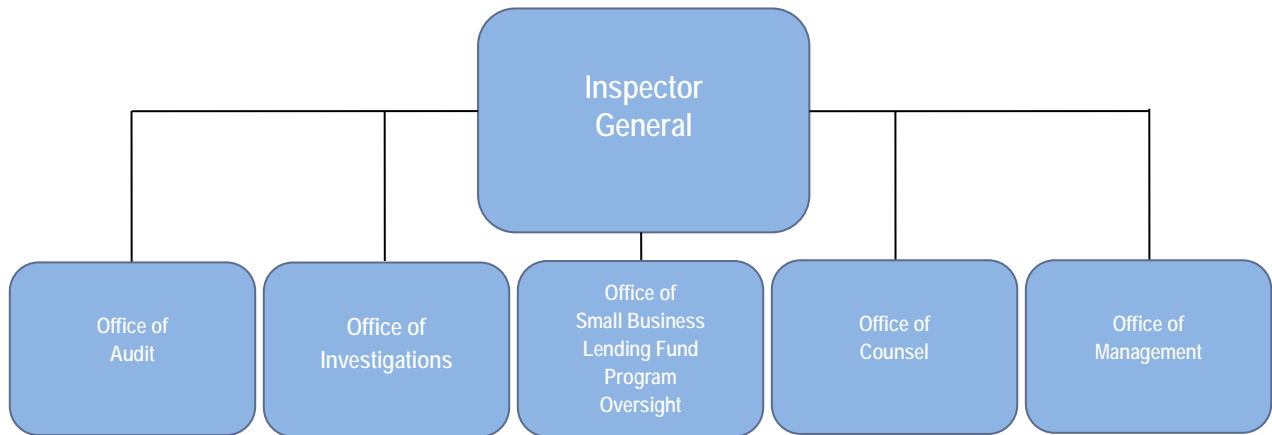 Inspector
General
Office of
Audit
Office of
Investigations
Office of
Small Business
Lending Fund
Program
Oversight
Office of
Counsel
Office of
Management